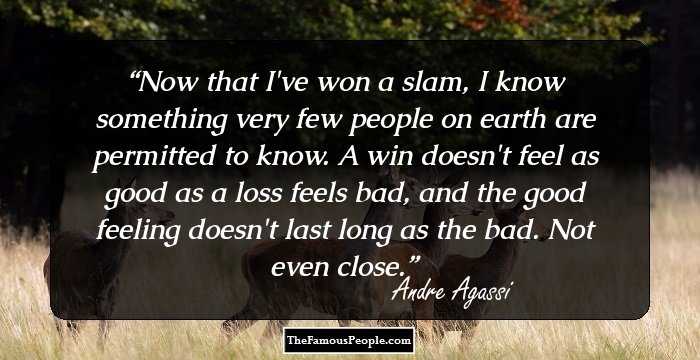 “Now that I've won a slam, I know
something very few people on earth are
permitted to know. A win doesn't feel as
good as a loss feels bad, and the good
feeling doesn't last long as the bad. Not
even close.”
Andre Agassi
TheFamousPeople.com